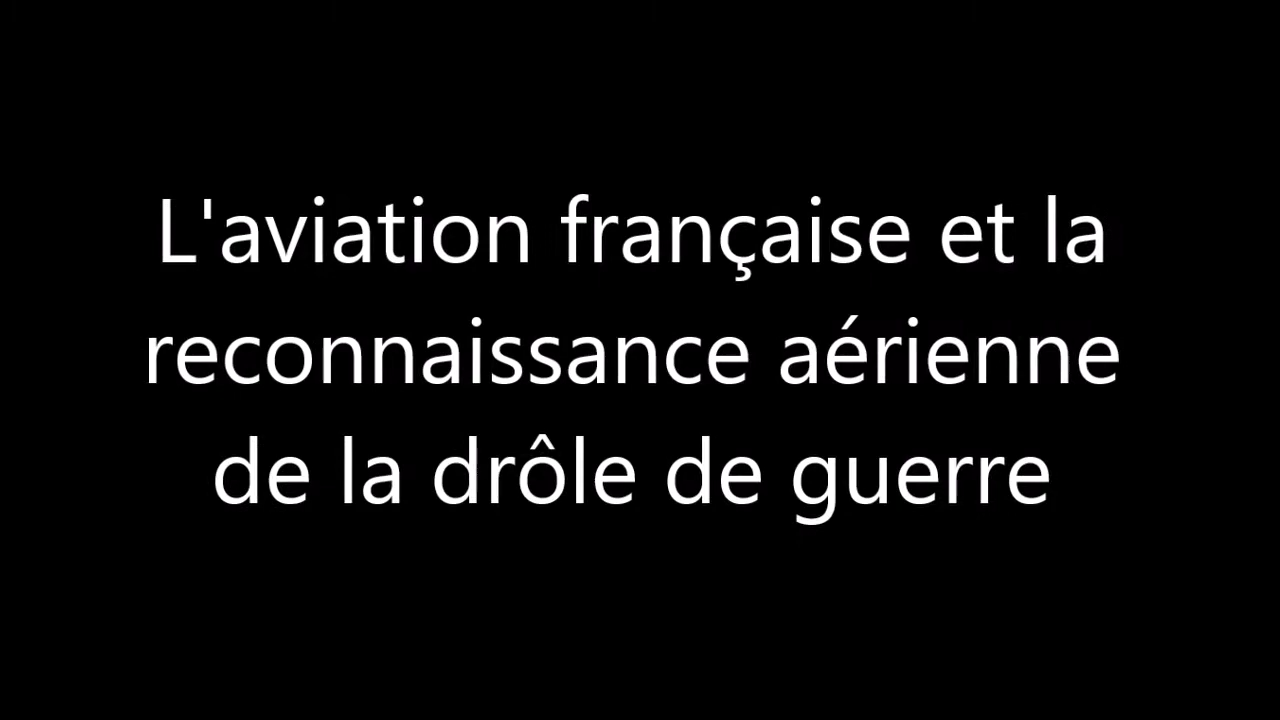 L'aviation française et la
reconnaissance aérienne
de la drôle de guerre